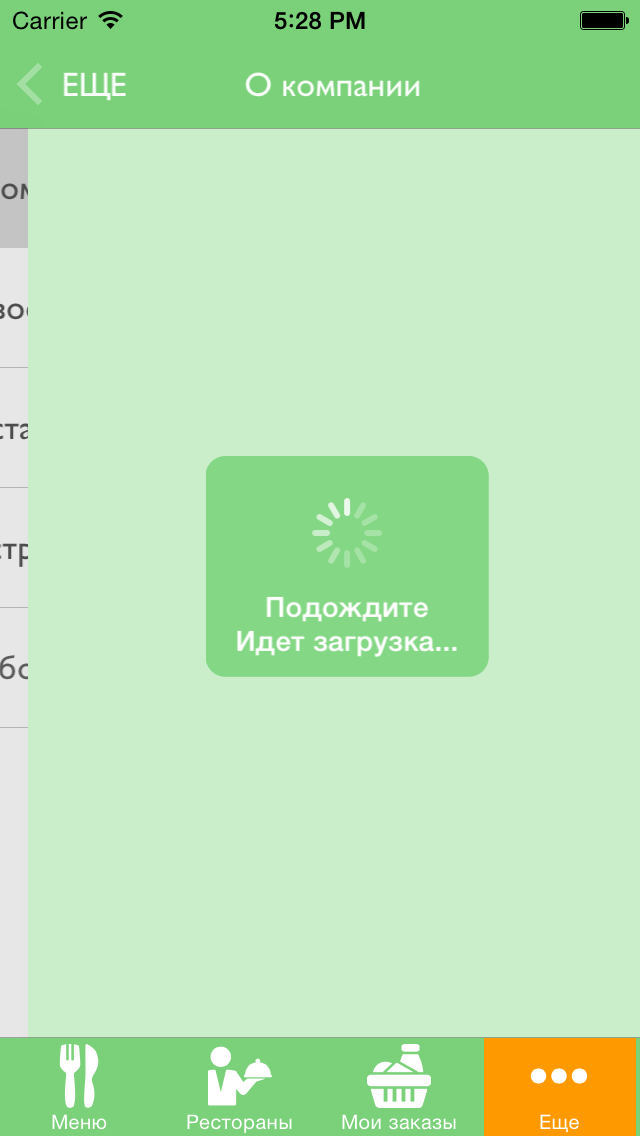 Carrier 5:28 PM
ЕЩЕ О компании
Подождите
Идет загрузка...
Меню Рестораны Мои заказы Еще